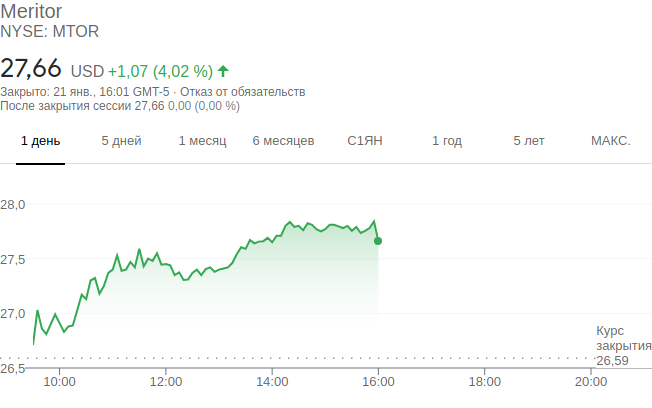 Meritor
NYSE: MTOR
27,66 USD +1,07 (4,02 %)
Закрыто: 21 янв., 16:01 GMT-5 · Отказ от обязательств
После закрытия сессии 27,66 0,00 (0,00 %)
1 день 5 дней 1 месяц 6 месяцев С1ЯН 1 год 5 лет МАКС.
28,0
27,5
27,0
Курс
закрытия
26,59
26,5
10:00 12:00 14:00 16:00 18:00 20:00